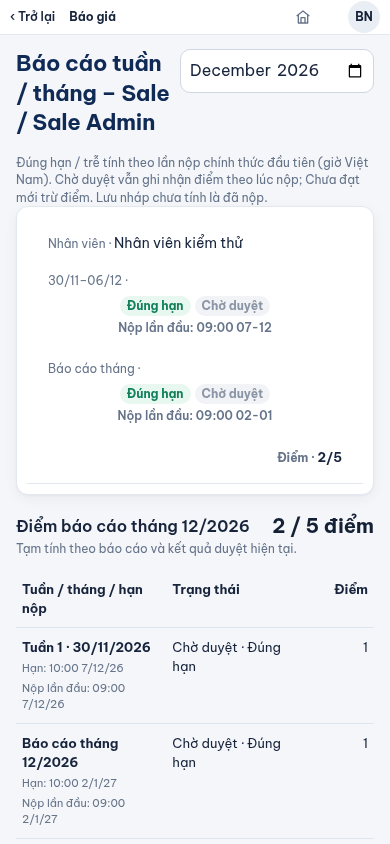 ‹ Trở lại Báo giá BN
Báo cáo tuần
/ tháng – Sale
/ Sale Admin
December 2026
Đúng hạn / trễ tính theo lần nộp chính thức đầu tiên (giờ Việt
Nam). Chờ duyệt vẫn ghi nhận điểm theo lúc nộp; Chưa đạt
mới trừ điểm. Lưu nháp chưa tính là đã nộp.
Nhân viên · Nhân viên kiểm thử
30/11–06/12 ·
Đúng hạn Chờ duyệt
Nộp lần đầu: 09:00 07-12
Báo cáo tháng ·
Đúng hạn Chờ duyệt
Nộp lần đầu: 09:00 02-01
Điểm · 2/5
Điểm báo cáo tháng 12/2026 2 / 5 điểm
Tạm tính theo báo cáo và kết quả duyệt hiện tại.
Tuần / tháng / hạn
nộp
Trạng thái
Điểm
Tuần 1 · 30/11/2026
Hạn: 10:00 7/12/26
Nộp lần đầu: 09:00
7/12/26
Chờ duyệt · Đúng
hạn
1
Báo cáo tháng
12/2026
Hạn: 10:00 2/1/27
Nộp lần đầu: 09:00
2/1/27
Chờ duyệt · Đúng
hạn
1